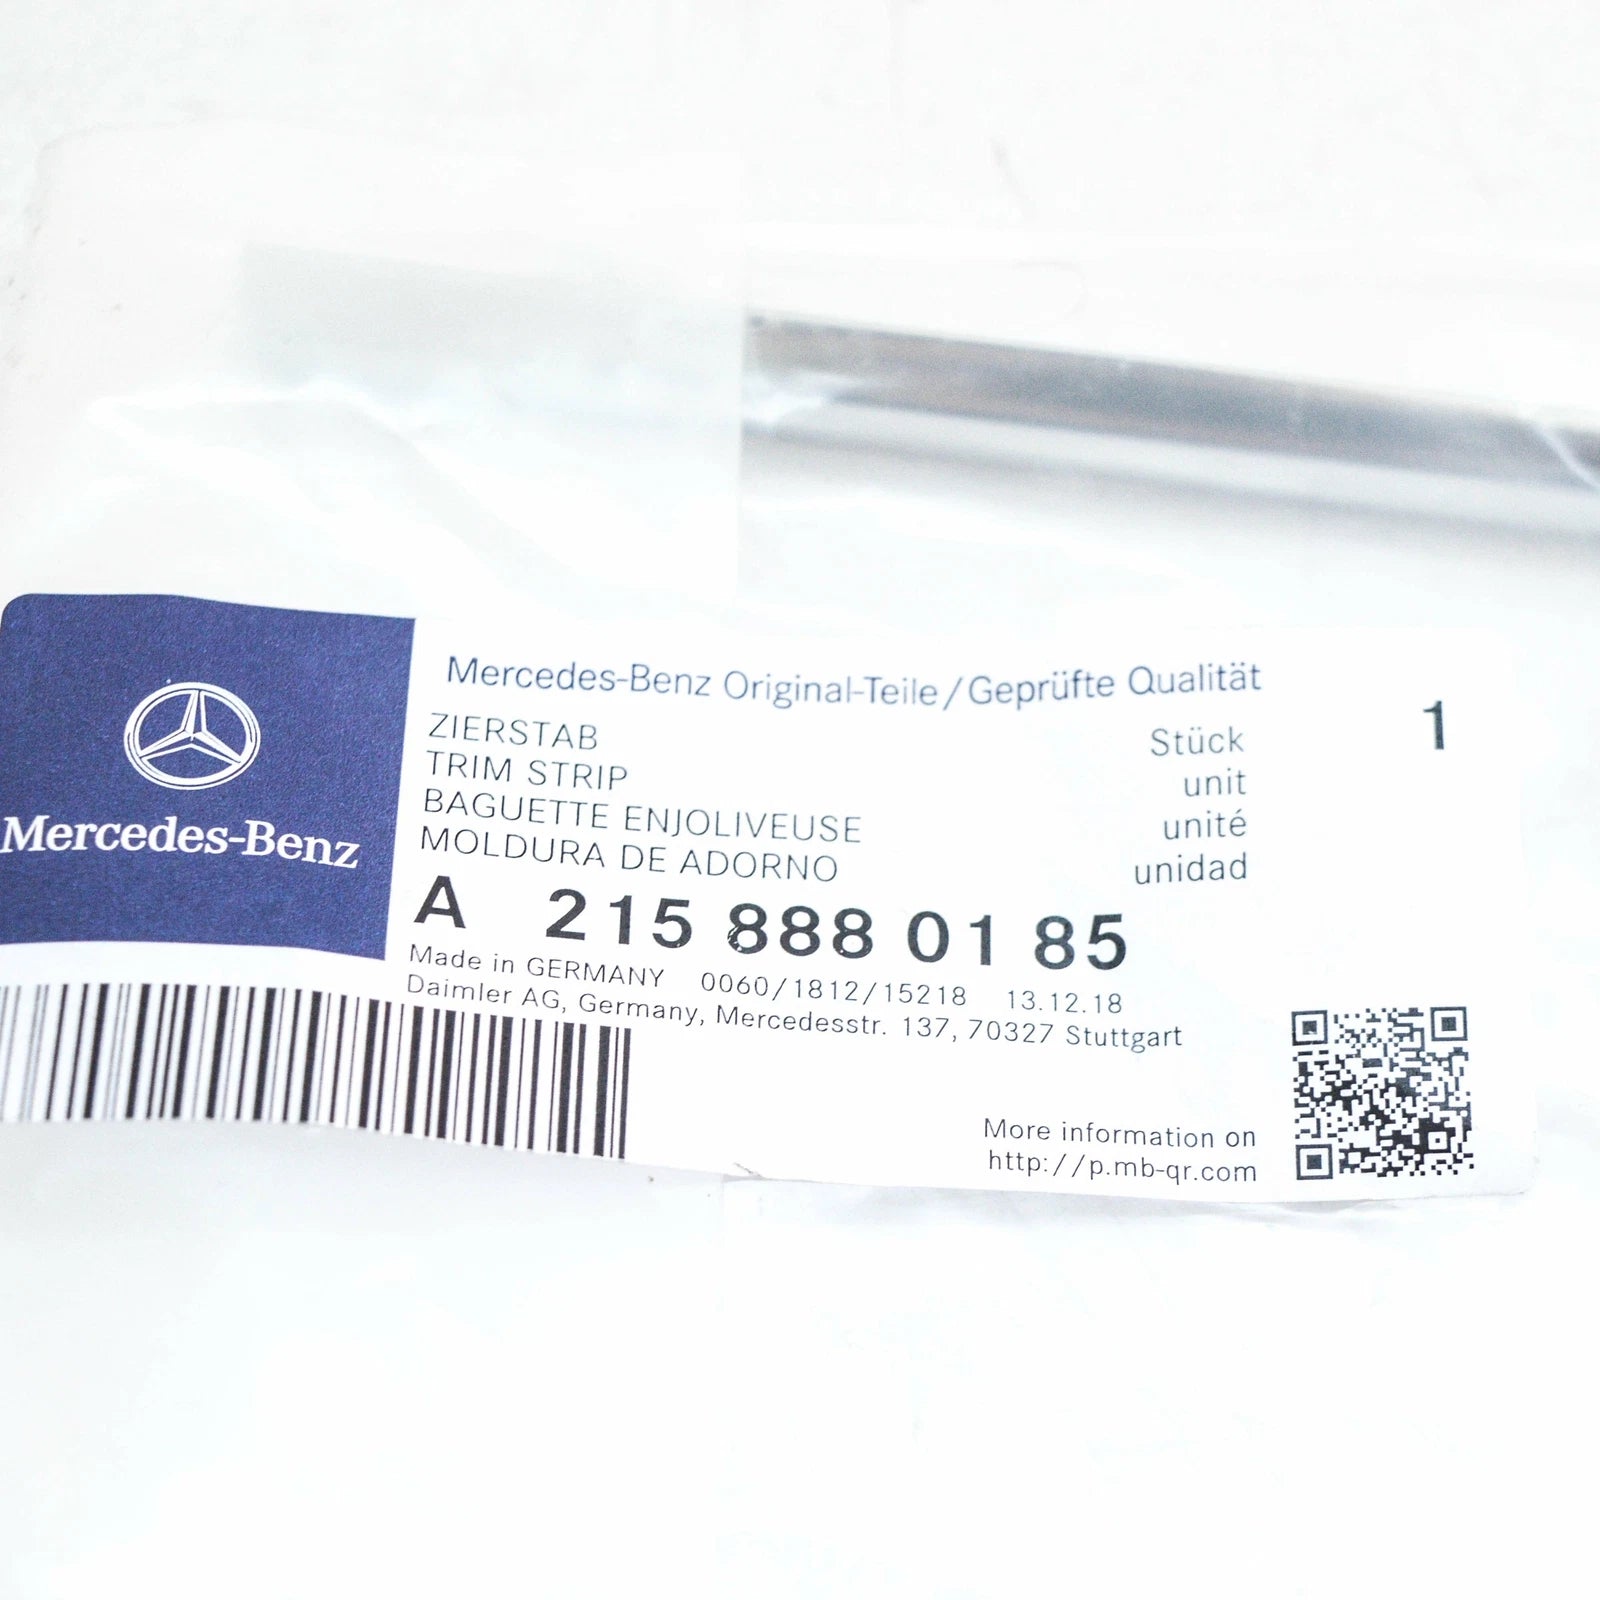 Mercedes-Benz
Mercedes-Benz Original-Teile/Geprüfte Qualität
ZIERSTAB
TRIM STRIP
BAGUETTE ENJOLIVEUSE
MOLDURA DE ADORNO
Stück 1
unit
unité
unidad
A 215 888 01 85
Made in GERMANY 0060/1812/15218 13.12.18
Daimler AG, Germany, Mercedesstr. 137, 70327 Stuttgart
More information on
http://p.mb-qr.com